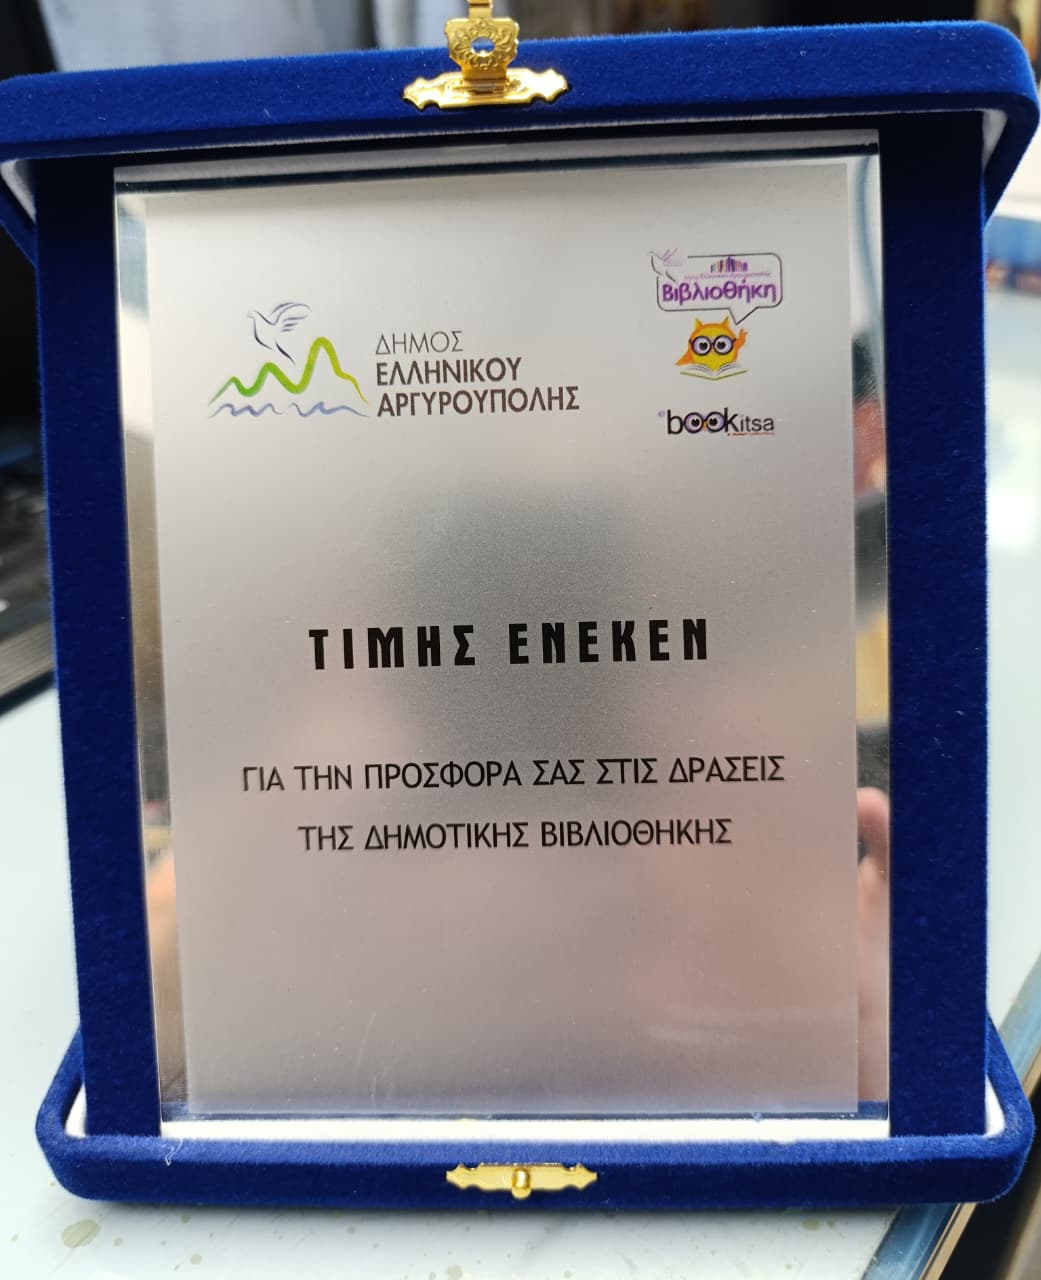 ΔΗΜΟΣ
ΕΛΛΗΝΙΚΟΥ
ΑΡΓΥΡΟΥΠΟΛΗΣ
Βιβλιοθήκη
bookitsa
ΤΙΜΗΣ ΕΝΕΚΕΝ
ΓΙΑ ΤΗΝ ΠΡΟΣΦΟΡΑ ΣΑΣ ΣΤΙΣ ΔΡΑΣΕΙΣ
ΤΗΣ ΔΗΜΟΤΙΚΗΣ ΒΙΒΛΙΟΘΗΚΗΣ